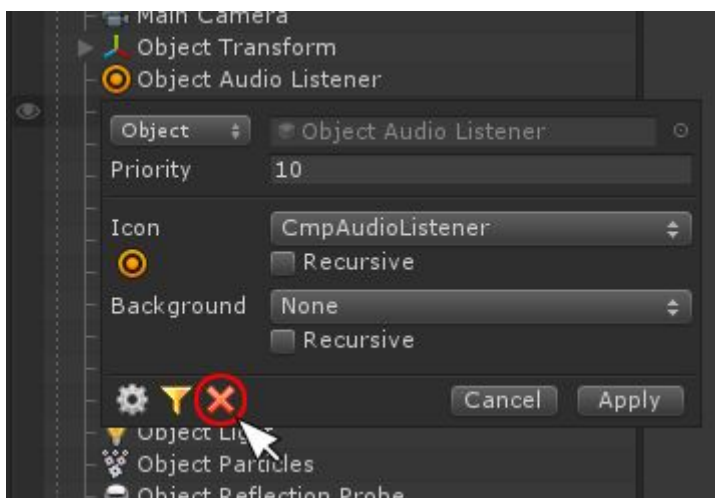 Main Camera
Object Transform
Object Audio Listener
Object Object Audio Listener
Priority 10
Icon CmpAudioListener
Recursive
Background None
Recursive
Cancel Apply
Object Light
Object Particles
Object Reflection Probe